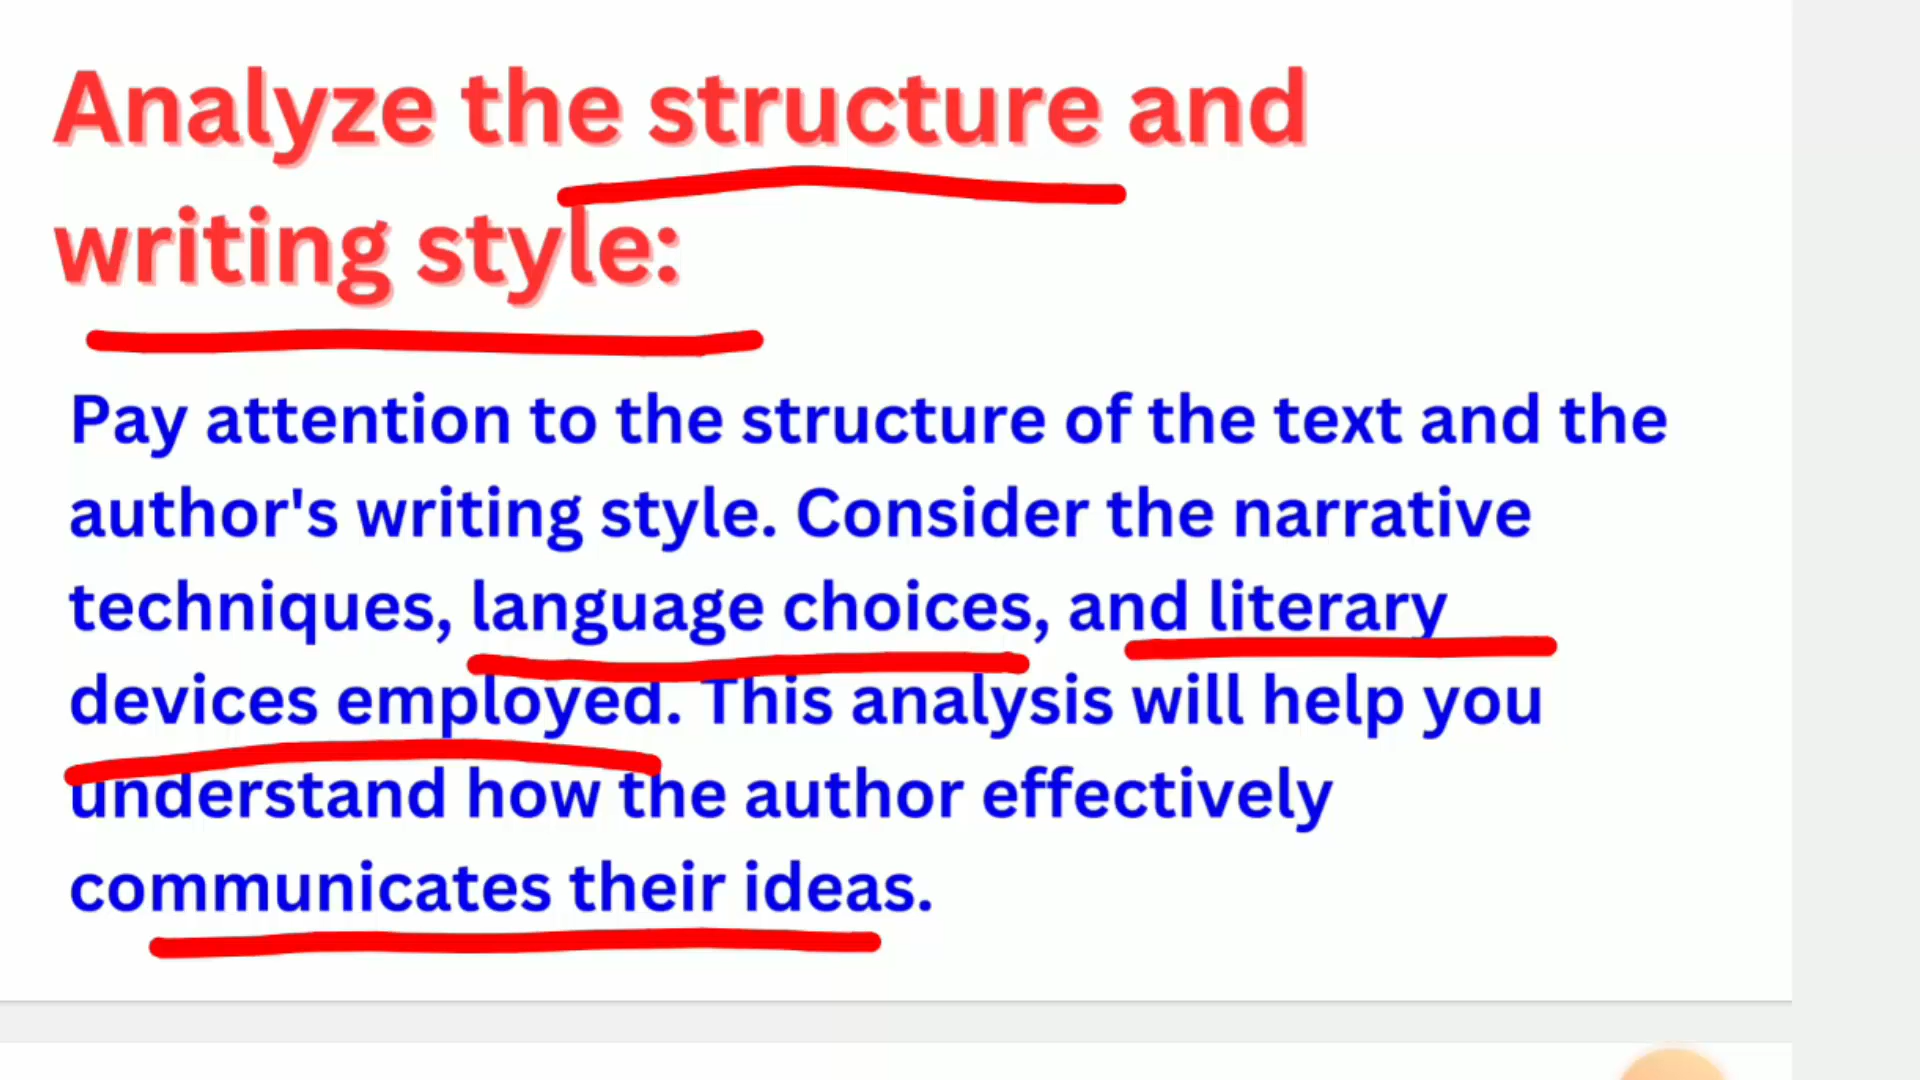 Analyze the structure and
writing style:
Pay attention to the structure of the text and the
author's writing style. Consider the narrative
techniques, language choices, and literary
devices employed. This analysis will help you
understand how the author effectively
communicates their ideas.